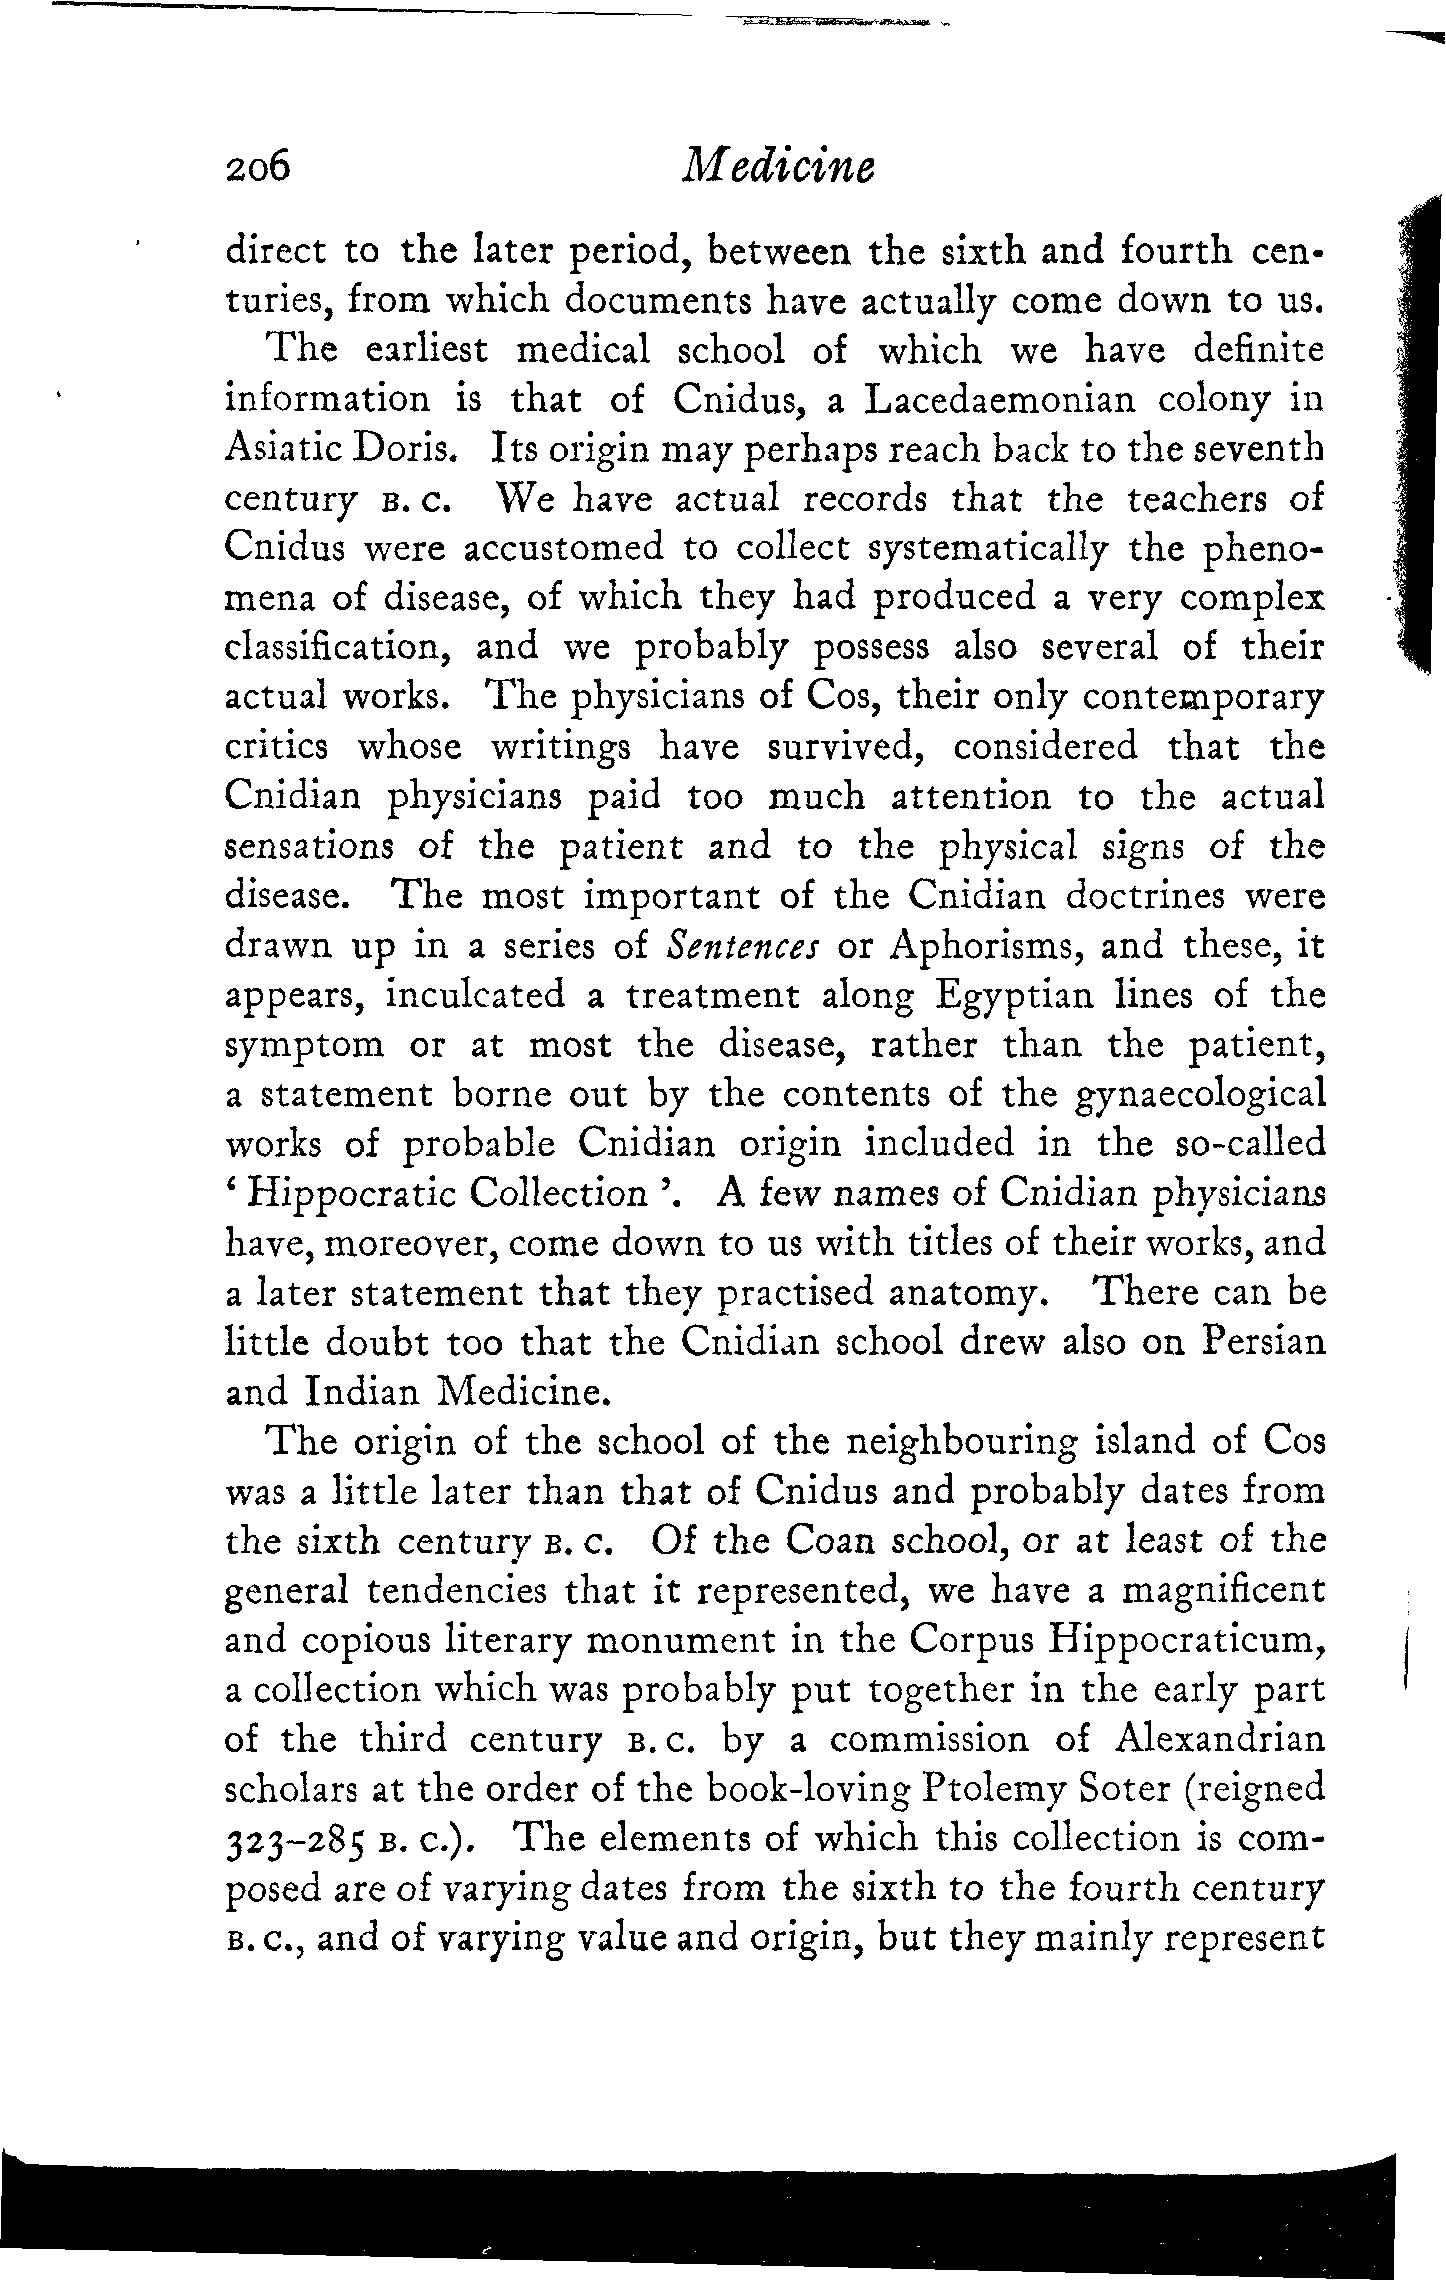 206 Medicine
direct to the later period, between the sixth and fourth cen-
turies, from which documents have actually come down to us.
The earliest medical school of which we have definite
information is that of Cnidus, a Lacedaemonian colony in
Asiatic Doris. Its origin may perhaps reach back to the seventh
century B. C. We have actual records that the teachers of
Cnidus were accustomed to collect systematically the pheno-
mena of disease, of which they had produced a very complex
classification, and we probably possess also several of their
actual works. The physicians of Cos, their only contemporary
critics whose writings have survived, considered that the
Cnidian physicians paid too much attention to the actual
sensations of the patient and to the physical signs of the
disease. The most important of the Cnidian doctrines were
drawn up in a series of Sentences or Aphorisms, and these, it
appears, inculcated a treatment along Egyptian lines of the
symptom or at most the disease, rather than the patient,
a statement borne out by the contents of the gynaecological
works of probable Cnidian origin included in the so-called
‘ Hippocratic Collection ’. A few names of Cnidian physicians
have, moreover, come down to us with titles of their works, and
a later statement that they practised anatomy. There can be
little doubt too that the Cnidian school drew also on Persian
and Indian Medicine.
The origin of the school of the neighbouring island of Cos
was a little later than that of Cnidus and probably dates from
the sixth century B. C. Of the Coan school, or at least of the
general tendencies that it represented, we have a magnificent
and copious literary monument in the Corpus Hippocraticum,
a collection which was probably put together in the early part
of the third century B. C. by a commission of Alexandrian
scholars at the order of the book-loving Ptolemy Soter (reigned
323–285 B. C.). The elements of which this collection is com-
posed are of varying dates from the sixth to the fourth century
B. C., and of varying value and origin, but they mainly represent